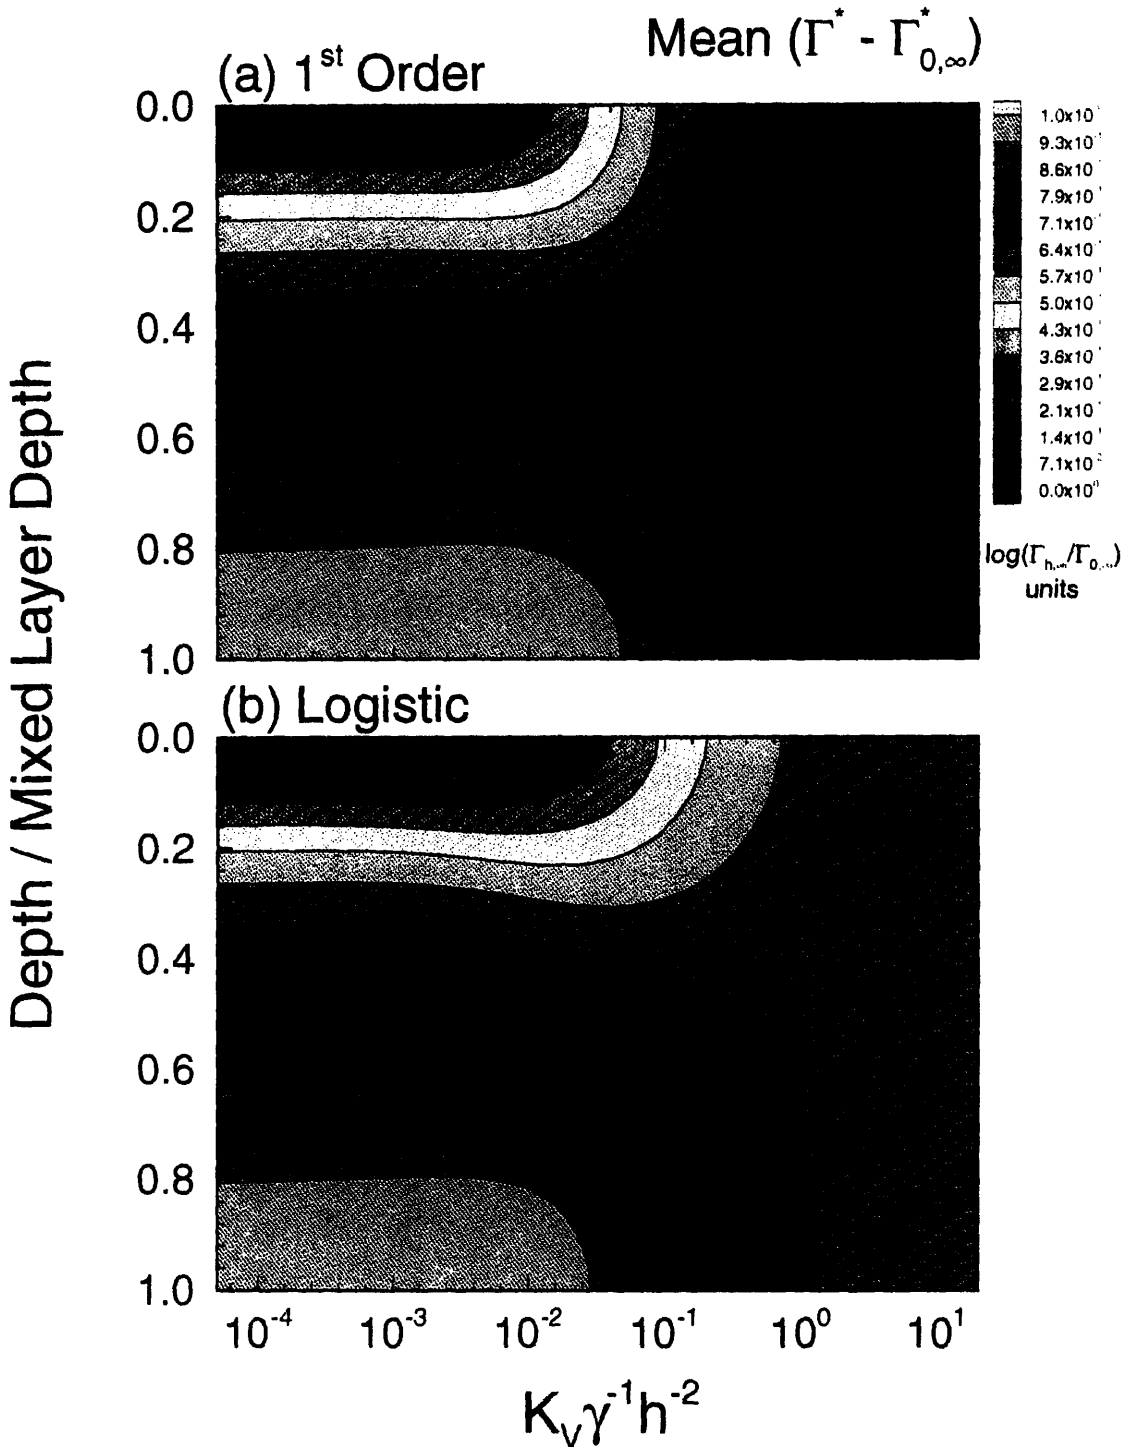 Mean (Γ* - Γ*0,∞)
(a) 1st Order
0.0
0.2
0.4
0.6
0.8
1.0
1.0x10
9.3x10
8.6x10
7.9x10
7.1x10
6.4x10
5.7x10
5.0x10
4.3x10
3.6x10
2.9x10
2.1x10
1.4x10
7.1x10
0.0x10⁰
log(Γh,∞/Γ0,∞)
units
Depth / Mixed Layer Depth
(b) Logistic
0.0
0.2
0.4
0.6
0.8
1.0
10⁻⁴ 10⁻³ 10⁻² 10⁻¹ 10⁰ 10¹
KVγ⁻¹h⁻²